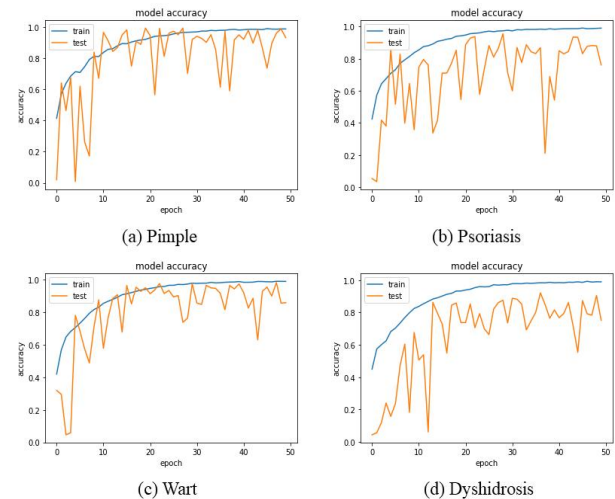 model accuracy
train
test
accuracy
1.0
0.8
0.6
0.4
0.2
0.0
0 10 20 30 40 50
epoch
(a) Pimple
model accuracy
train
test
accuracy
1.0
0.8
0.6
0.4
0.2
0.0
0 10 20 30 40 50
epoch
(b) Psoriasis
model accuracy
train
test
accuracy
1.0
0.8
0.6
0.4
0.2
0.0
0 10 20 30 40 50
epoch
(c) Wart
model accuracy
train
test
accuracy
1.0
0.8
0.6
0.4
0.2
0.0
0 10 20 30 40 50
epoch
(d) Dyshidrosis